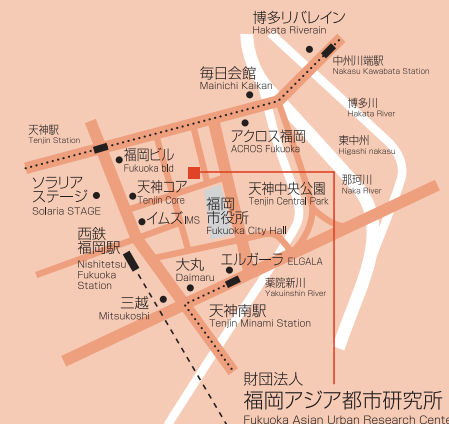 博多リバレイン
Hakata Riverain
中州川端駅
Nakasu Kawabata Station
毎日会館
Mainichi Kaikan
博多川
Hakata River
天神駅
Tenjin Station
アクロス福岡
ACROS Fukuoka
東中州
Higashi nakasu
福岡ビル
Fukuoka bld
ソラリア
ステージ
Solaria STAGE
天神コア
Tenjin Core
天神中央公園
Tenjin Central Park
那珂川
Naka River
イムズ IMS
福岡
市役所
Fukuoka City Hall
西鉄
福岡駅
Nishitetsu
Fukuoka
Station
大丸
Daimaru
エルガーラ ELGALA
薬院新川
Yakuinshin River
三越
Mitsukoshi
天神南駅
Tenjin Minami Station
財団法人
福岡アジア都市研究所
Fukuoka Asian Urban Research Cente